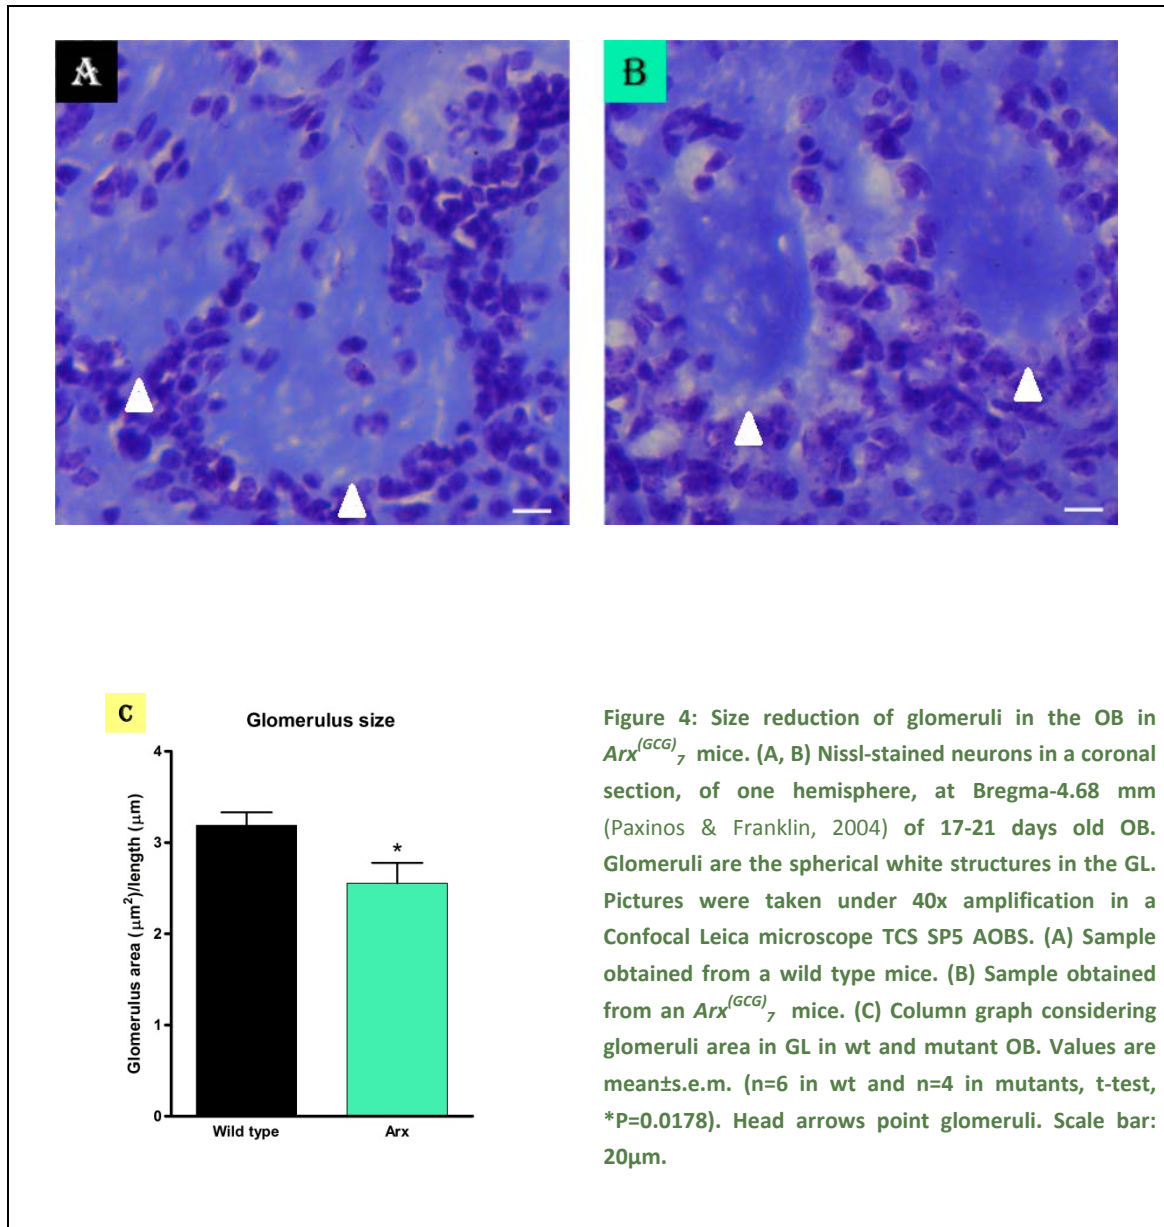 A
B
C
Glomerulus size
Glomerulus area (μm²)/length (μm)
4
3
2
1
0
*
Wild type
Arx
Figure 4: Size reduction of glomeruli in the OB in
Arx^(GCG)_7 mice. (A, B) Nissl-stained neurons in a coronal
section, of one hemisphere, at Bregma-4.68 mm
(Paxinos & Franklin, 2004) of 17-21 days old OB.
Glomeruli are the spherical white structures in the GL.
Pictures were taken under 40x amplification in a
Confocal Leica microscope TCS SP5 AOBS. (A) Sample
obtained from a wild type mice. (B) Sample obtained
from an Arx^(GCG)_7 mice. (C) Column graph considering
glomeruli area in GL in wt and mutant OB. Values are
mean±s.e.m. (n=6 in wt and n=4 in mutants, t-test,
*P=0.0178). Head arrows point glomeruli. Scale bar:
20μm.